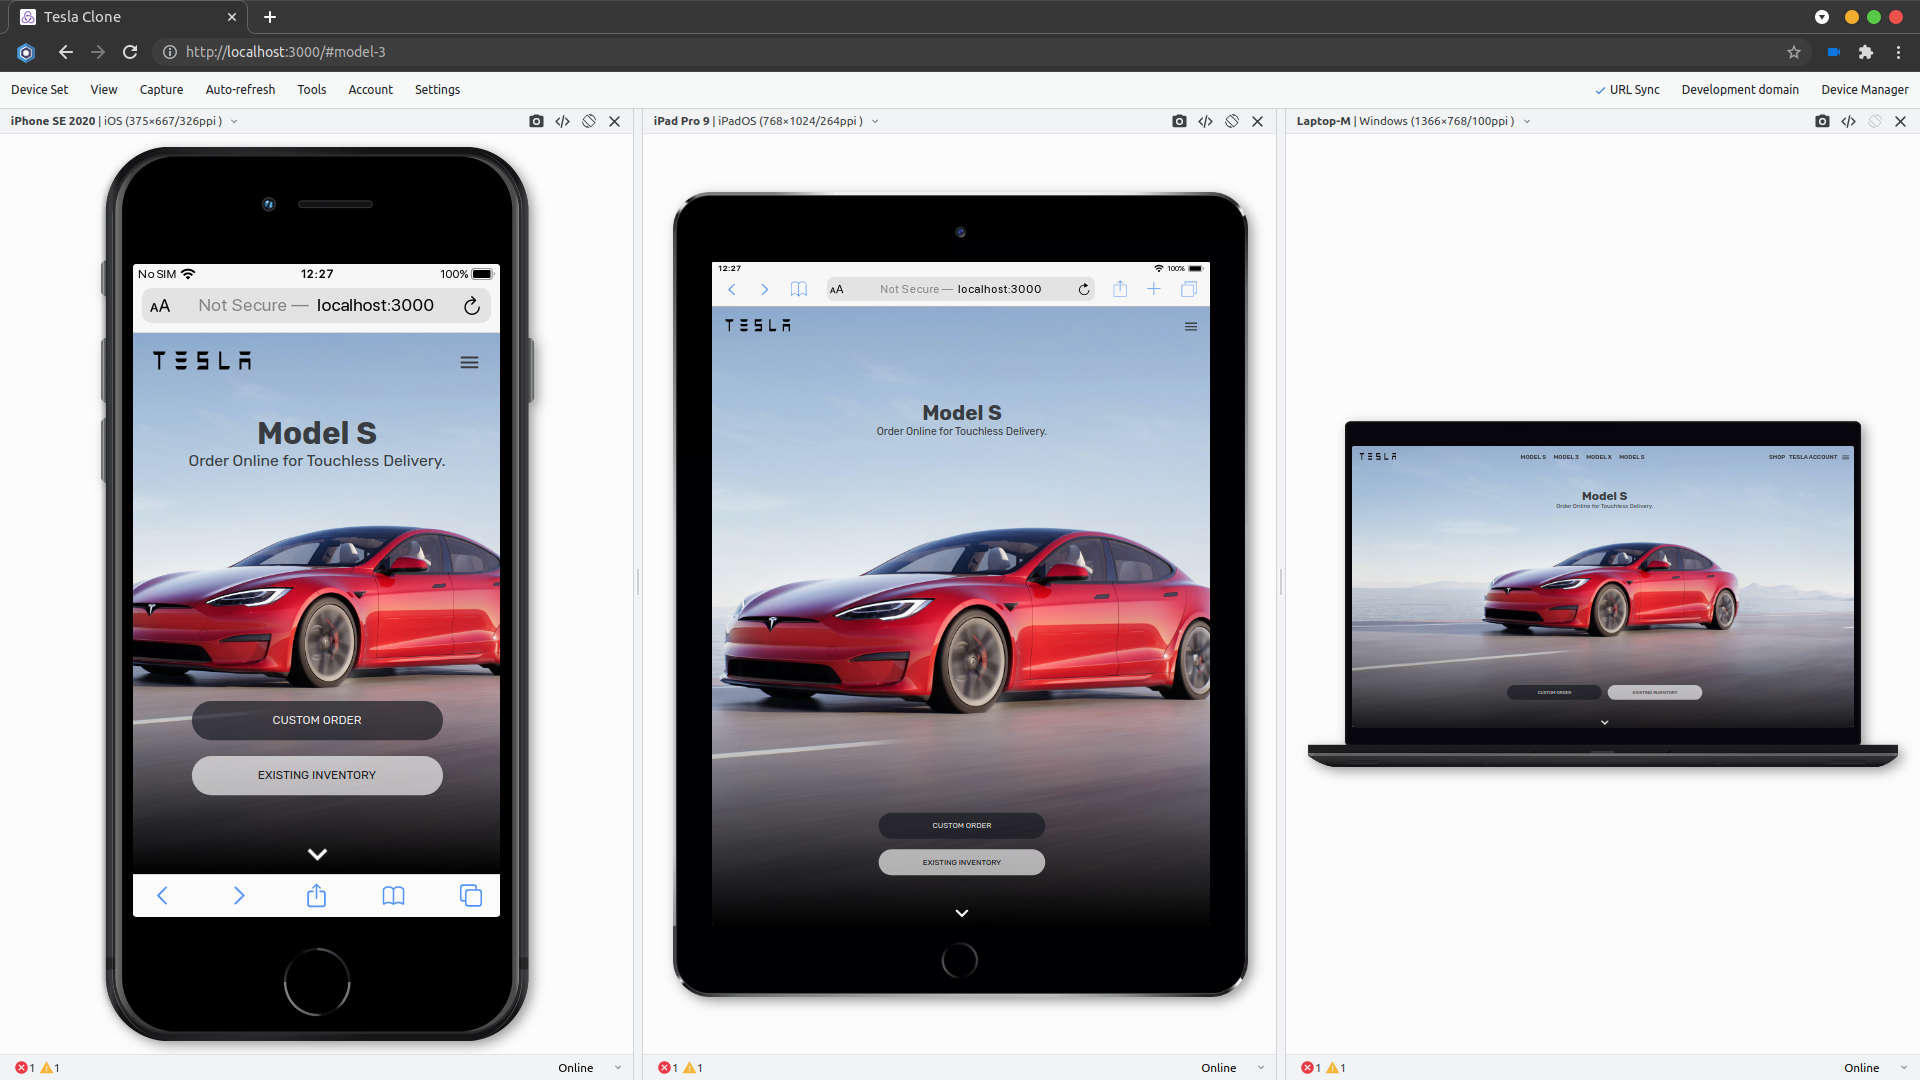 Tesla Clone
http://localhost:3000/#model-3
Device Set View Capture Auto-refresh Tools Account Settings
URL Sync Development domain Device Manager
iPhone SE 2020 | iOS (375×667/326ppi )
No SIM 12:27 100%
AA Not Secure — localhost:3000
TESLA
Model S
Order Online for Touchless Delivery.
CUSTOM ORDER
EXISTING INVENTORY
1 1 Online
iPad Pro 9 | iPadOS (768×1024/264ppi )
12:27 100%
AA Not Secure — localhost:3000
TESLA
Model S
Order Online for Touchless Delivery.
CUSTOM ORDER
EXISTING INVENTORY
1 1 Online
Laptop-M | Windows (1366×768/100ppi )
TESLA MODEL S MODEL 3 MODEL X MODEL S SHOP TESLA ACCOUNT
Model S
Order Online for Touchless Delivery.
CUSTOM ORDER EXISTING INVENTORY
1 1 Online